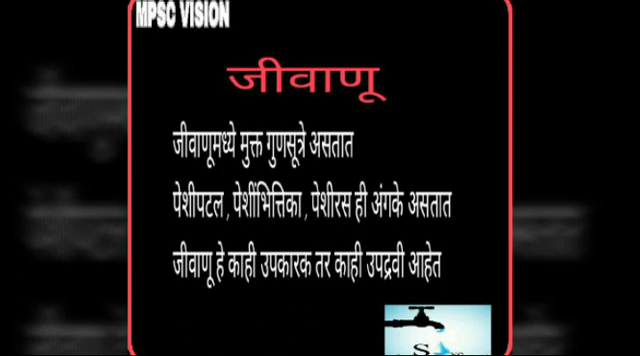 MPSC VISION
जीवाणू
जीवाणूमध्ये मुक्त गुणसूत्रे असतात
पेशीपटल , पेशींभित्तिका , पेशीरस ही अंगके असतात
जीवाणू हे काही उपकारक तर काही उपद्रवी आहेत